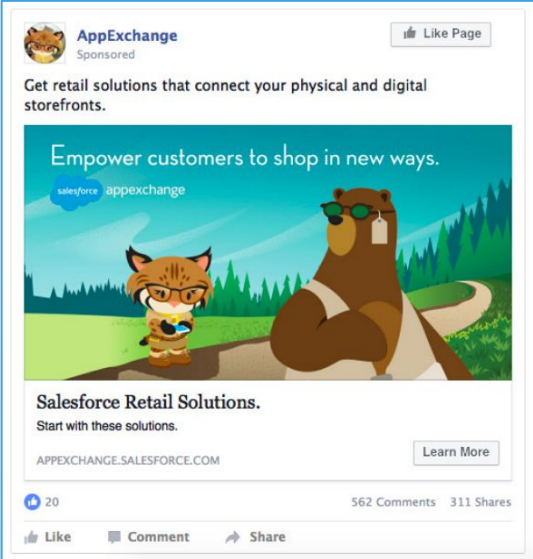 AppExchange
Like Page
Sponsored
Get retail solutions that connect your physical and digital
storefronts.
Empower customers to shop in new ways.
salesforce appexchange
Salesforce Retail Solutions.
Start with these solutions.
Learn More
APPEXCHANGE.SALESFORCE.COM
20
562 Comments 311 Shares
Like Comment Share